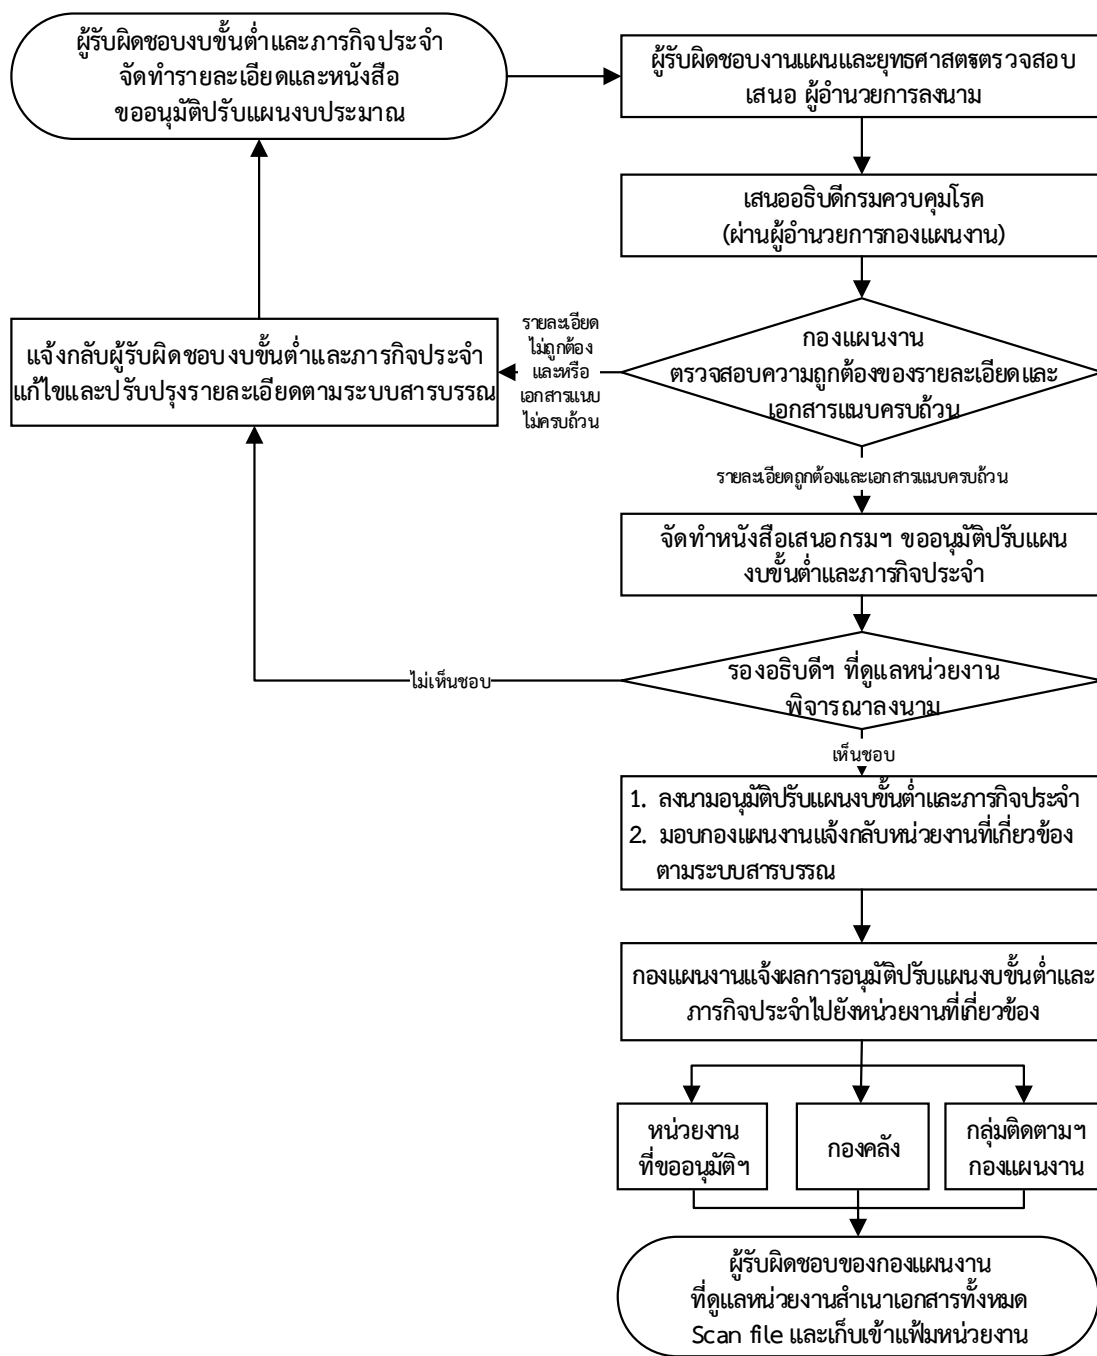 ผู้รับผิดชอบงบขั้นต่ำและภารกิจประจำ
จัดทำรายละเอียดและหนังสือ
ขออนุมัติปรับแผนงบประมาณ
ผู้รับผิดชอบงานแผนและยุทธศาสตร์ตรวจสอบ
เสนอ ผู้อำนวยการลงนาม
เสนออธิบดีกรมควบคุมโรค
(ผ่านผู้อำนวยการกองแผนงาน)
กองแผนงาน
ตรวจสอบความถูกต้องของรายละเอียดและ
เอกสารแนบครบถ้วน
รายละเอียด
ไม่ถูกต้อง
และหรือ
เอกสารแนบ
ไม่ครบถ้วน
แจ้งกลับผู้รับผิดชอบงบขั้นต่ำและภารกิจประจำ
แก้ไขและปรับปรุงรายละเอียดตามระบบสารบรรณ
รายละเอียดถูกต้องและเอกสารแนบครบถ้วน
จัดทำหนังสือเสนอกรมฯ ขออนุมัติปรับแผน
งบขั้นต่ำและภารกิจประจำ
รองอธิบดีฯ ที่ดูแลหน่วยงาน
พิจารณาลงนาม
ไม่เห็นชอบ
เห็นชอบ
1. ลงนามอนุมัติปรับแผนงบขั้นต่ำและภารกิจประจำ
2. มอบกองแผนงานแจ้งกลับหน่วยงานที่เกี่ยวข้อง
ตามระบบสารบรรณ
กองแผนงานแจ้งผลการอนุมัติปรับแผนงบขั้นต่ำและ
ภารกิจประจำไปยังหน่วยงานที่เกี่ยวข้อง
หน่วยงาน
ที่ขออนุมัติฯ
กองคลัง
กลุ่มติดตามฯ
กองแผนงาน
ผู้รับผิดชอบของกองแผนงาน
ที่ดูแลหน่วยงานสำเนาเอกสารทั้งหมด
Scan file และเก็บเข้าแฟ้มหน่วยงาน